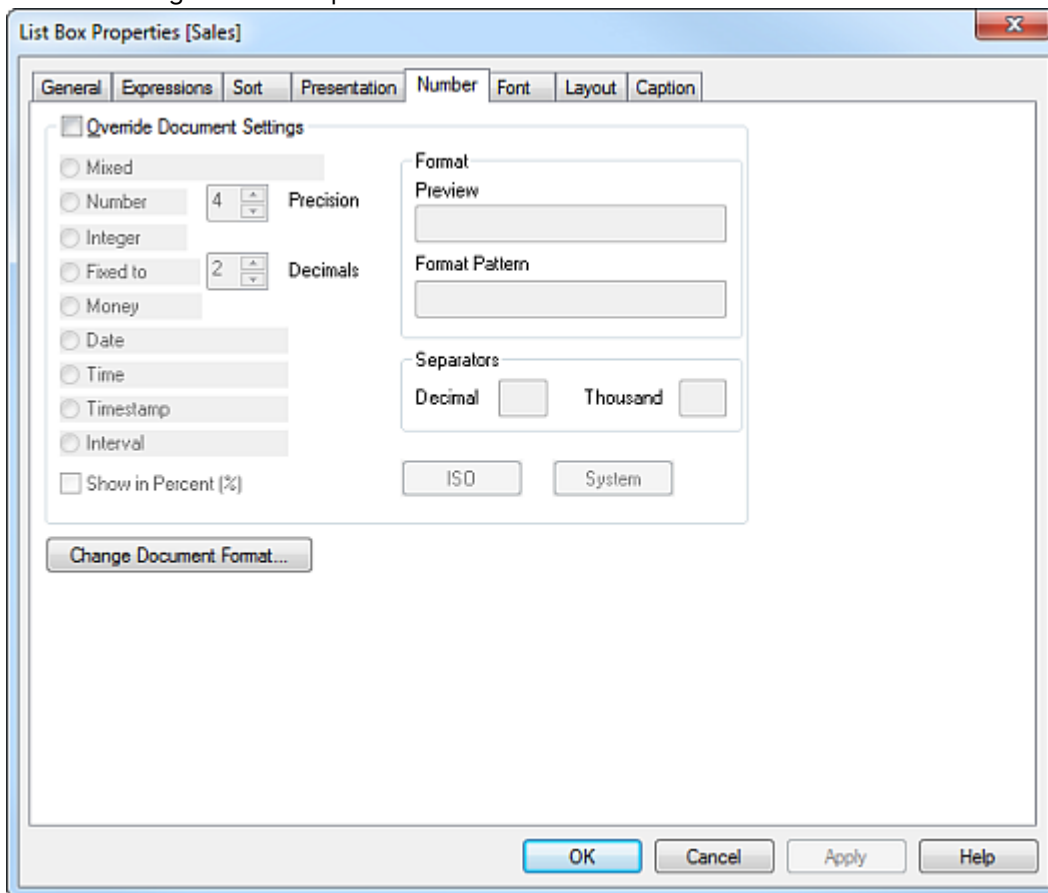 List Box Properties [Sales]
General Expressions Sort Presentation Number Font Layout Caption
Override Document Settings
Mixed
Number 4 Precision
Integer
Fixed to 2 Decimals
Money
Date
Time
Timestamp
Interval
Show in Percent (%)
Format
Preview
Format Pattern
Separators
Decimal Thousand
ISO System
Change Document Format...
OK Cancel Apply Help